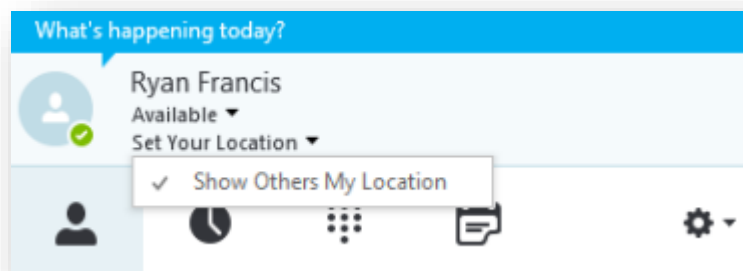 What's happening today?
Ryan Francis
Available
Set Your Location
Show Others My Location